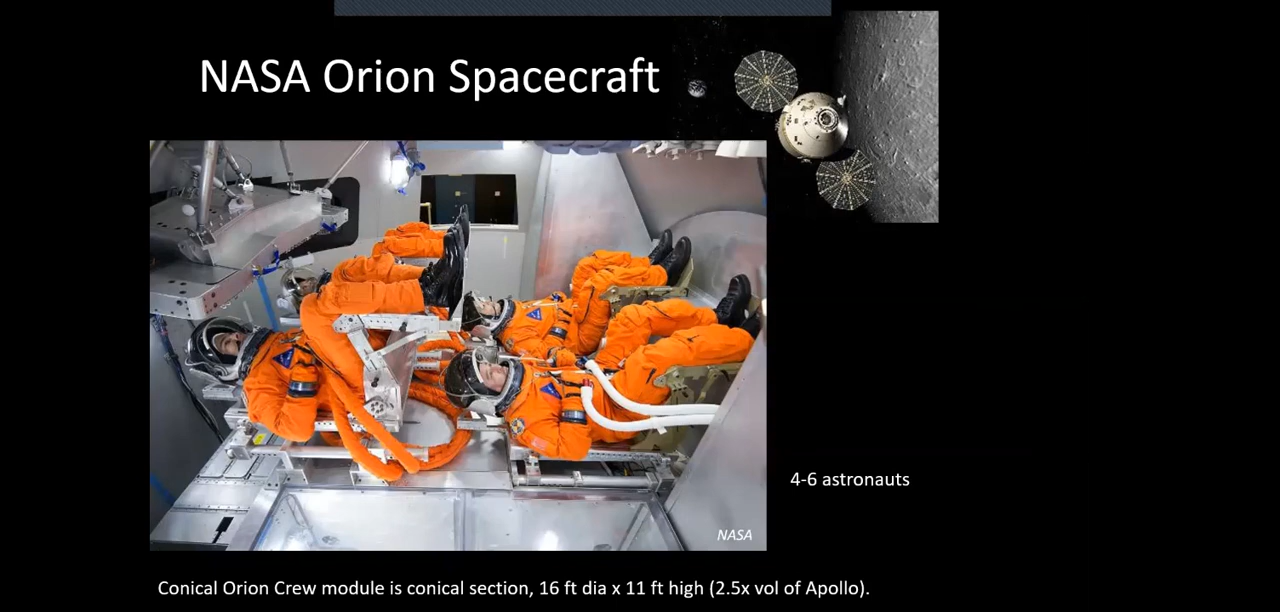 NASA Orion Spacecraft
4-6 astronauts
NASA
Conical Orion Crew module is conical section, 16 ft dia x 11 ft high (2.5x vol of Apollo).